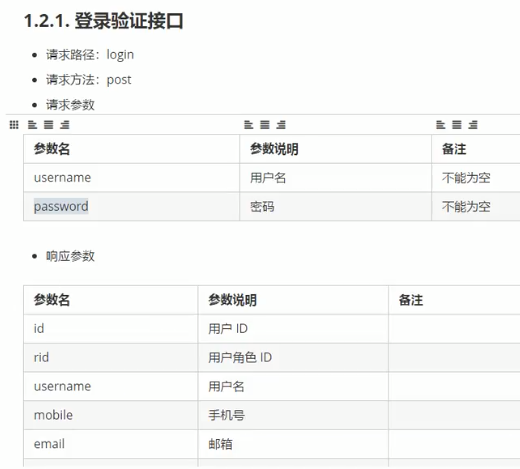 1.2.1. 登录验证接口
请求路径：login
请求方法：post
请求参数
参数名 参数说明 备注
username 用户名 不能为空
password 密码 不能为空
响应参数
参数名 参数说明 备注
id 用户 ID
rid 用户角色 ID
username 用户名
mobile 手机号
email 邮箱